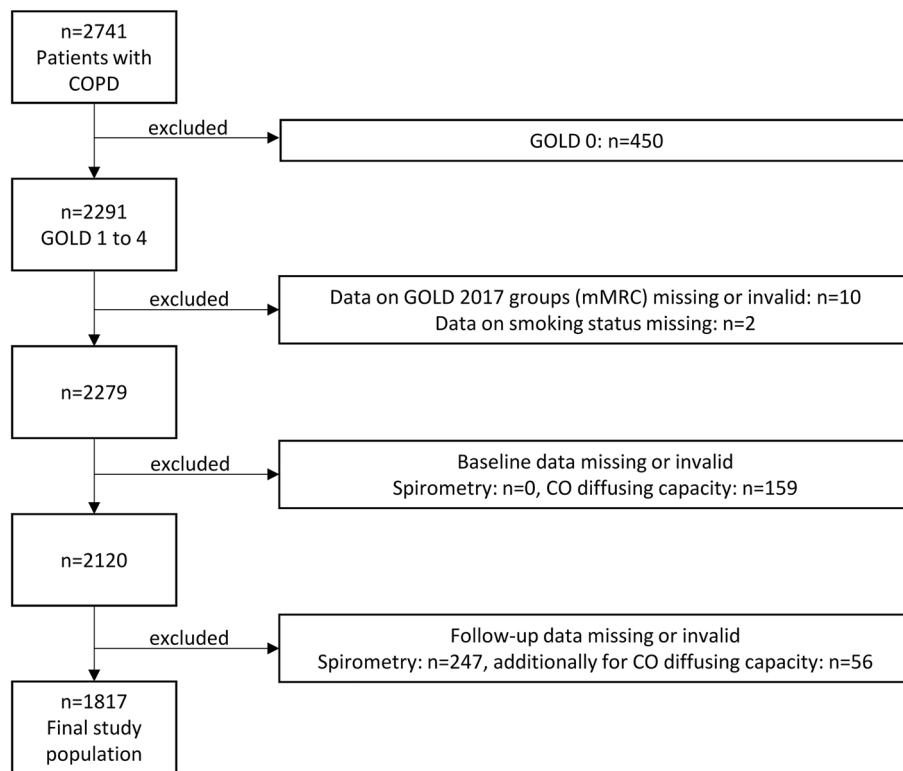 n=2741
Patients with
COPD
excluded
GOLD 0: n=450
n=2291
GOLD 1 to 4
excluded
Data on GOLD 2017 groups (mMRC) missing or invalid: n=10
Data on smoking status missing: n=2
n=2279
excluded
Baseline data missing or invalid
Spirometry: n=0, CO diffusing capacity: n=159
n=2120
excluded
Follow-up data missing or invalid
Spirometry: n=247, additionally for CO diffusing capacity: n=56
n=1817
Final study
population